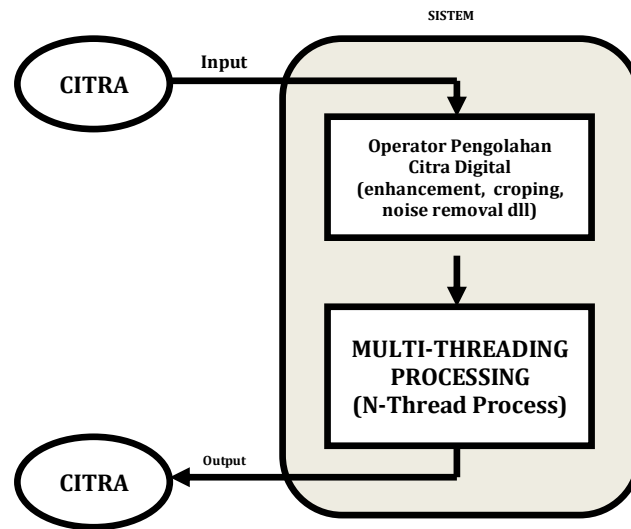 SISTEM
CITRA
Input
Operator Pengolahan
Citra Digital
(enhancement, croping,
noise removal dll)
MULTI-THREADING
PROCESSING
(N-Thread Process)
Output
CITRA